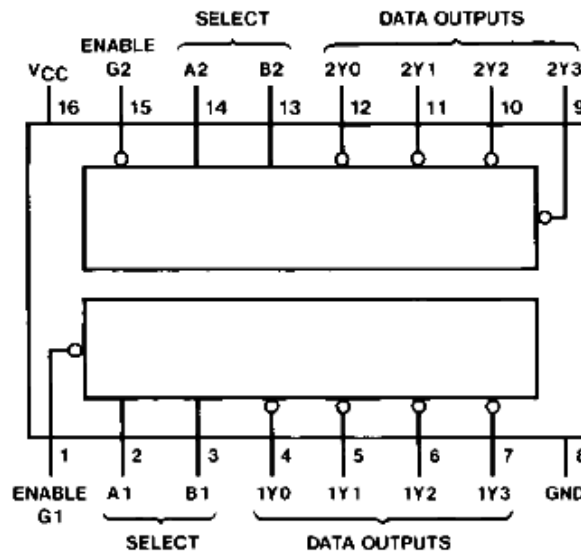 SELECT DATA OUTPUTS
ENABLE
VCC G2 A2 B2 2Y0 2Y1 2Y2 2Y3
16 15 14 13 12 11 10 9
1 2 3 4 5 6 7 8
ENABLE A1 B1 1Y0 1Y1 1Y2 1Y3 GND
G1
SELECT DATA OUTPUTS